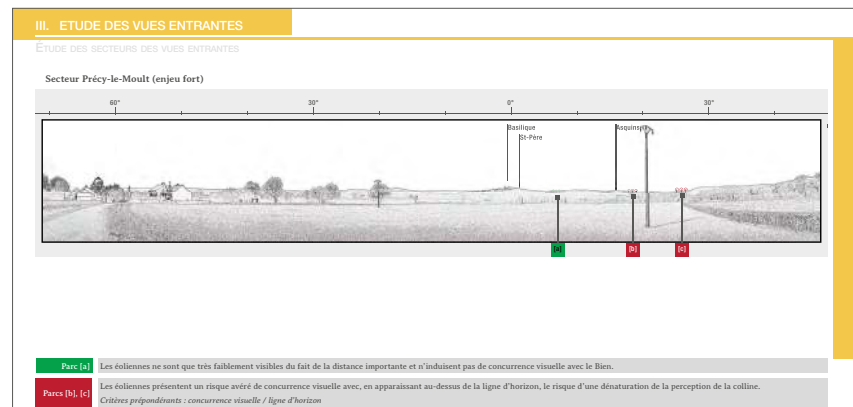 III. ETUDE DES VUES ENTRANTES
ÉTUDE DES SECTEURS DES VUES ENTRANTES
Secteur Précy-le-Moult (enjeu fort)
60° 30° 0° 30°
Basilique
St-Père
Asquins
[a] [b] [c]
Parc [a] Les éoliennes ne sont que très faiblement visibles du fait de la distance importante et n'induisent pas de concurrence visuelle avec le Bien.
Parcs [b], [c] Les éoliennes présentent un risque avéré de concurrence visuelle avec, en apparaissant au-dessus de la ligne d'horizon, le risque d'une dénaturation de la perception de la colline.
Critères prépondérants : concurrence visuelle / ligne d'horizon